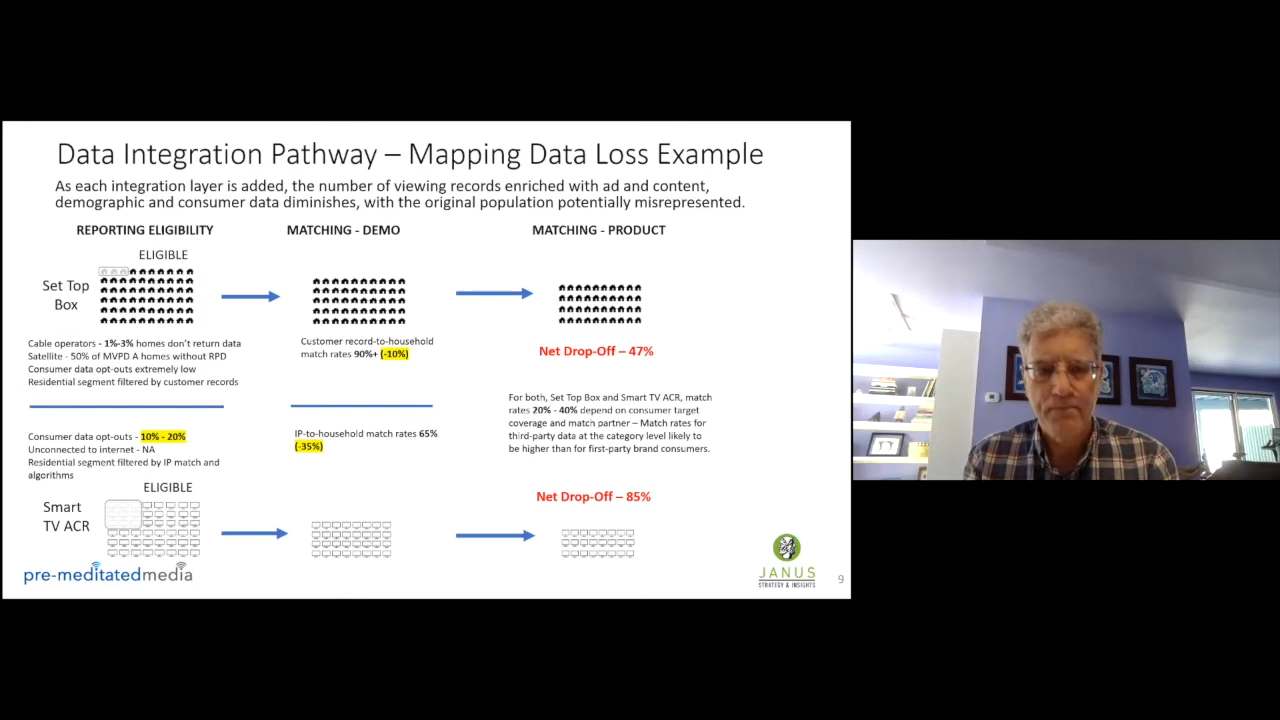 Data Integration Pathway – Mapping Data Loss Example
As each integration layer is added, the number of viewing records enriched with ad and content,
demographic and consumer data diminishes, with the original population potentially misrepresented.
REPORTING ELIGIBILITY
MATCHING - DEMO
MATCHING - PRODUCT
ELIGIBLE
Set Top
Box
Cable operators - 1%-3% homes don't return data
Satellite - 50% of MVPD A homes without RPD
Consumer data opt-outs extremely low
Residential segment filtered by customer records
Customer record-to-household
match rates 90%+ (-10%)
Net Drop-Off – 47%
For both, Set Top Box and Smart TV ACR, match
rates 20% - 40% depend on consumer target
coverage and match partner – Match rates for
third-party data at the category level likely to
be higher than for first-party brand consumers.
Consumer data opt-outs - 10% - 20%
Unconnected to internet - NA
Residential segment filtered by IP match and
algorithms
IP-to-household match rates 65%
(-35%)
ELIGIBLE
Smart
TV ACR
Net Drop-Off – 85%
pre-meditatedmedia
JANUS
STRATEGY & INSIGHTS
9